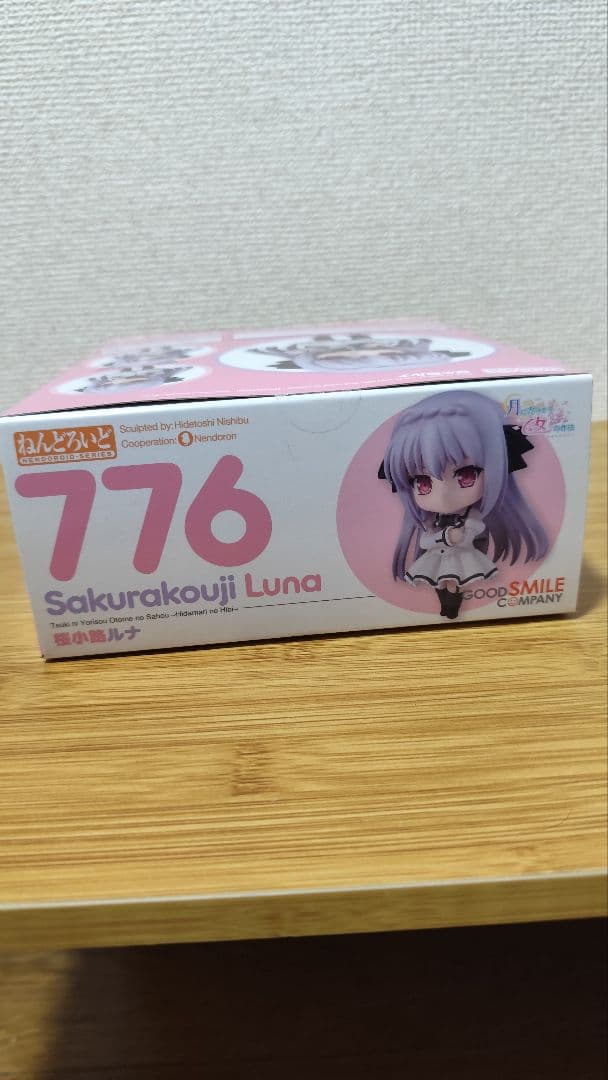 ねんどろいど
NENDOROID-SERIES
Sculpted by: Hidetoshi Nishibu
Cooperation: Nendoron
776
Sakurakouji Luna
Tsuki ni Yorisou Otome no Sahou ~Hidamari no Hibi~
桜小路ルナ
GOOD SMILE
COMPANY